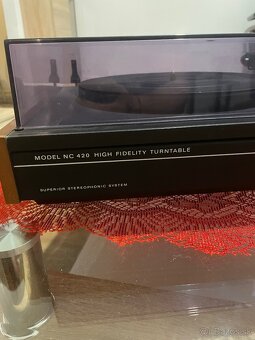 MODEL NC 420 HIGH FIDELITY TURNTABLE
SUPERIOR STEREOPHONIC SYSTEM